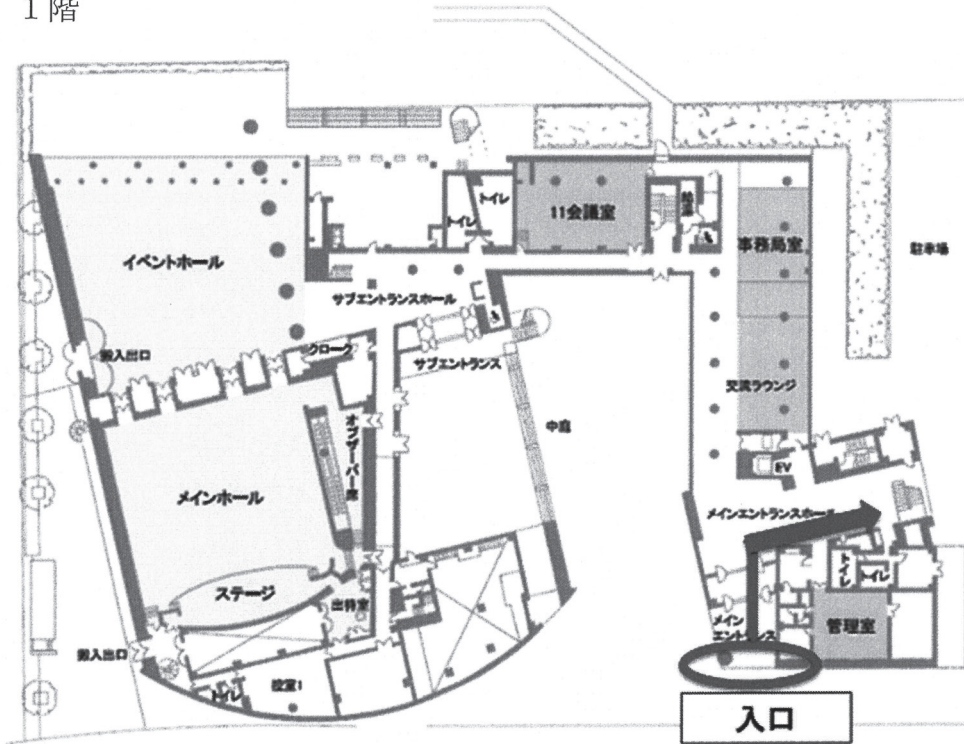 1階
トイレ
トイレ
11会議室
給湯
事務局室
駐車場
イベントホール
サブエントランスホール
搬入出口
クローク
サブエントランス
交流ラウンジ
オブザーバー席
中庭
EV
メインホール
メインエントランスホール
ステージ
トイレ
トイレ
メイン
エントランス
管理室
搬入出口
控室1
トイレ
入口